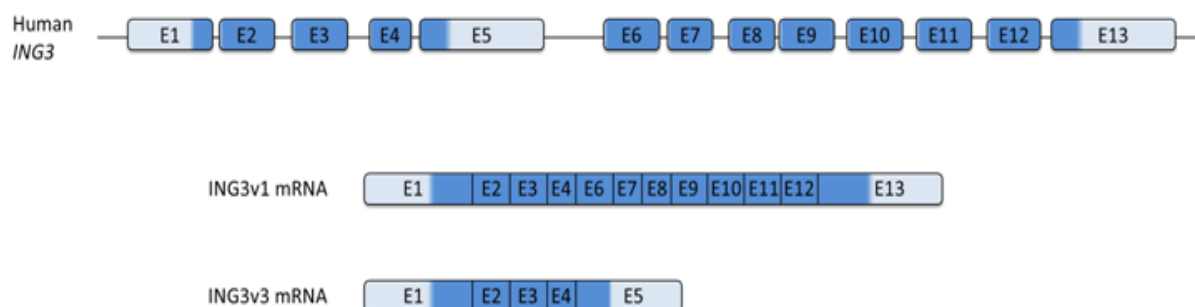 Human
ING3
E1 E2 E3 E4 E5 E6 E7 E8 E9 E10 E11 E12 E13
ING3v1 mRNA E1 E2 E3 E4 E6 E7 E8 E9 E10 E11 E12 E13
ING3v3 mRNA E1 E2 E3 E4 E5